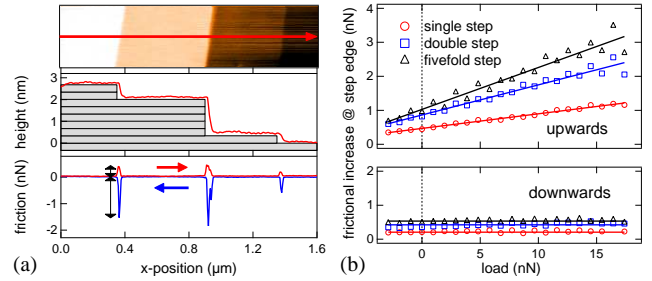 (a)
height (nm)
3
2
1
0
friction (nN)
0
-1
-2
0.0
0.4
0.8
1.2
1.6
x-position (µm)
(b)
frictional increase @ step edge (nN)
4
3
2
1
0
single step
double step
fivefold step
upwards
1
0
downwards
0
5
10
15
load (nN)